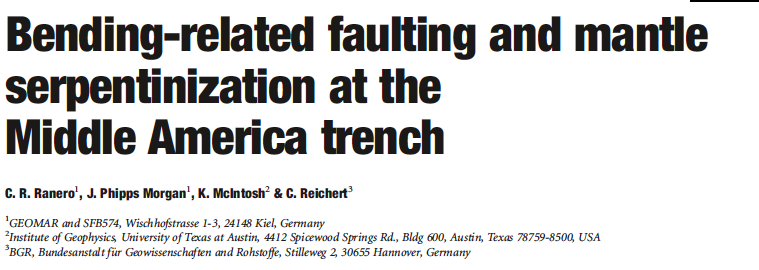 Bending-related faulting and mantle
serpentinization at the
Middle America trench
C. R. Ranero¹, J. Phipps Morgan¹, K. McIntosh² & C. Reichert³
¹GEOMAR and SFB574, Wischhofstrasse 1-3, 24148 Kiel, Germany
²Institute of Geophysics, University of Texas at Austin, 4412 Spicewood Springs Rd., Bldg 600, Austin, Texas 78759-8500, USA
³BGR, Bundesanstalt für Geowissenschaften and Rohstoffe, Stilleweg 2, 30655 Hannover, Germany